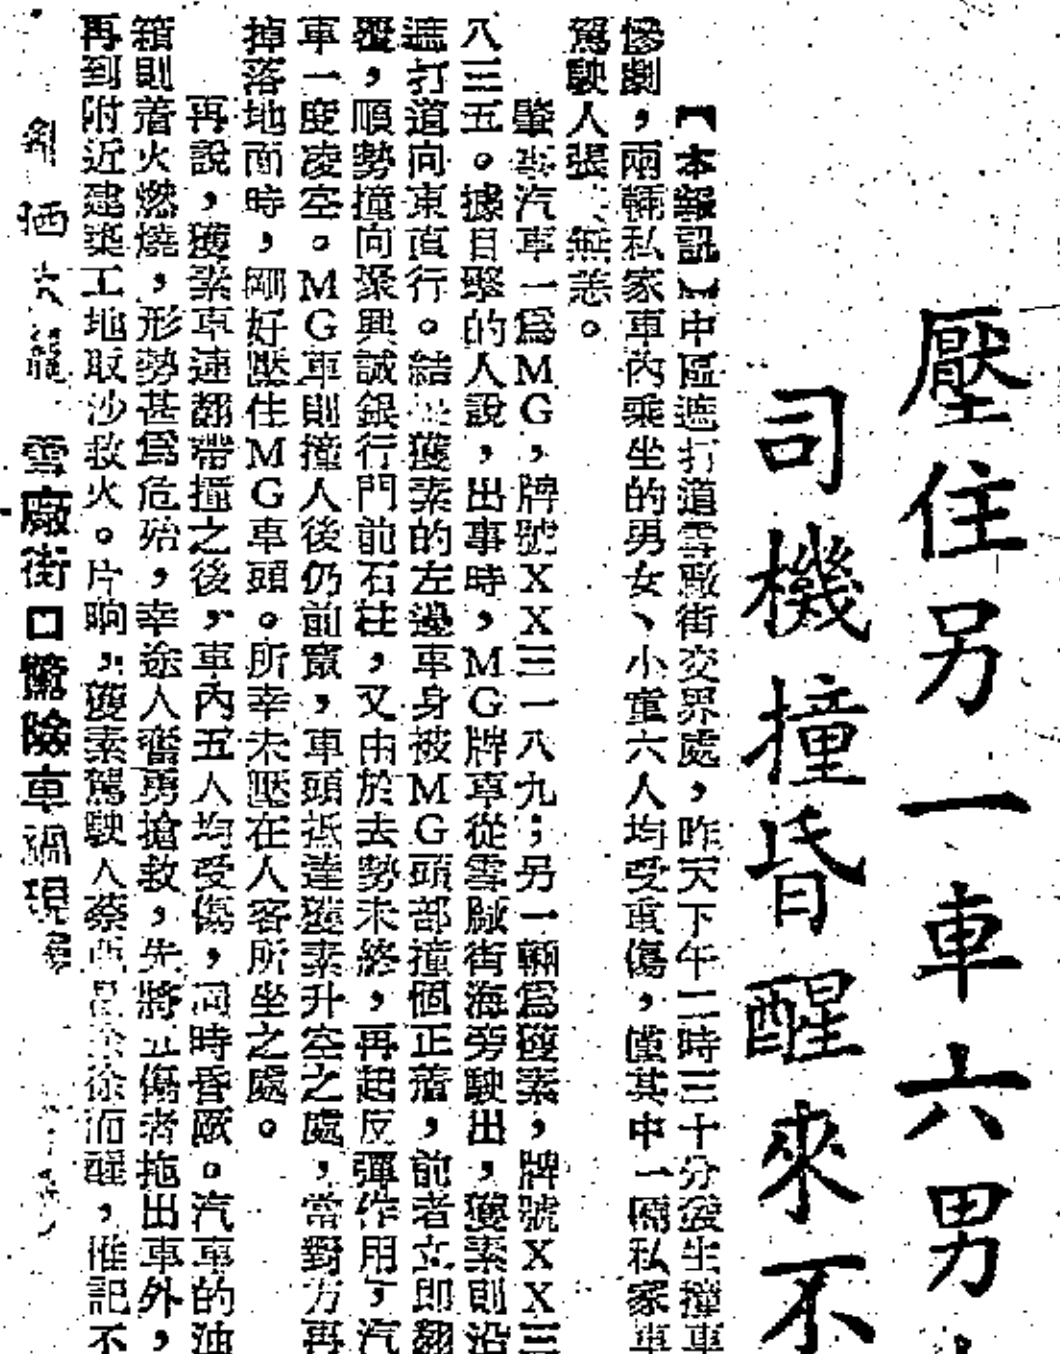 壓住另一車六男
司機撞昏醒來不
【本報訊】中區遮打道雪廠街交界處，昨天下午二時三十分發生撞車
慘劇，兩輛私家車內乘坐的男女、小童六人均受重傷，僅其中一輛私家車
駕駛人張 無恙。
肇事汽車一爲MG，牌號XX三一八九；另一輛爲獲素，牌號XX三
八三五。據目擊的人說，出事時，MG牌車從雪廠街海旁駛出，獲素則沿
遮打道向東直行。結 獲素的左邊車身被MG頭部撞個正着，前者立即翻
覆，順勢撞向聚興誠銀行門前石柱，又由於去勢未終，再起反彈作用，汽
車一度凌空。MG車則撞人後仍前竄，車頭抵達獲素升空之處，當對方再
掉落地面時，剛好壓住MG車頭。所幸未壓在人客所坐之處。
再說，獲素車連翻帶撞之後，車內五人均受傷，同時昏厥。汽車的油
箱則着火燃燒，形勢甚爲危殆，幸途人奮勇搶救，先將五傷者拖出車外，
再到附近建築工地取沙救火。片晌，獲素駕駛人蔡 徐徐而醒，惟記不
雪廠街口驚險車禍現